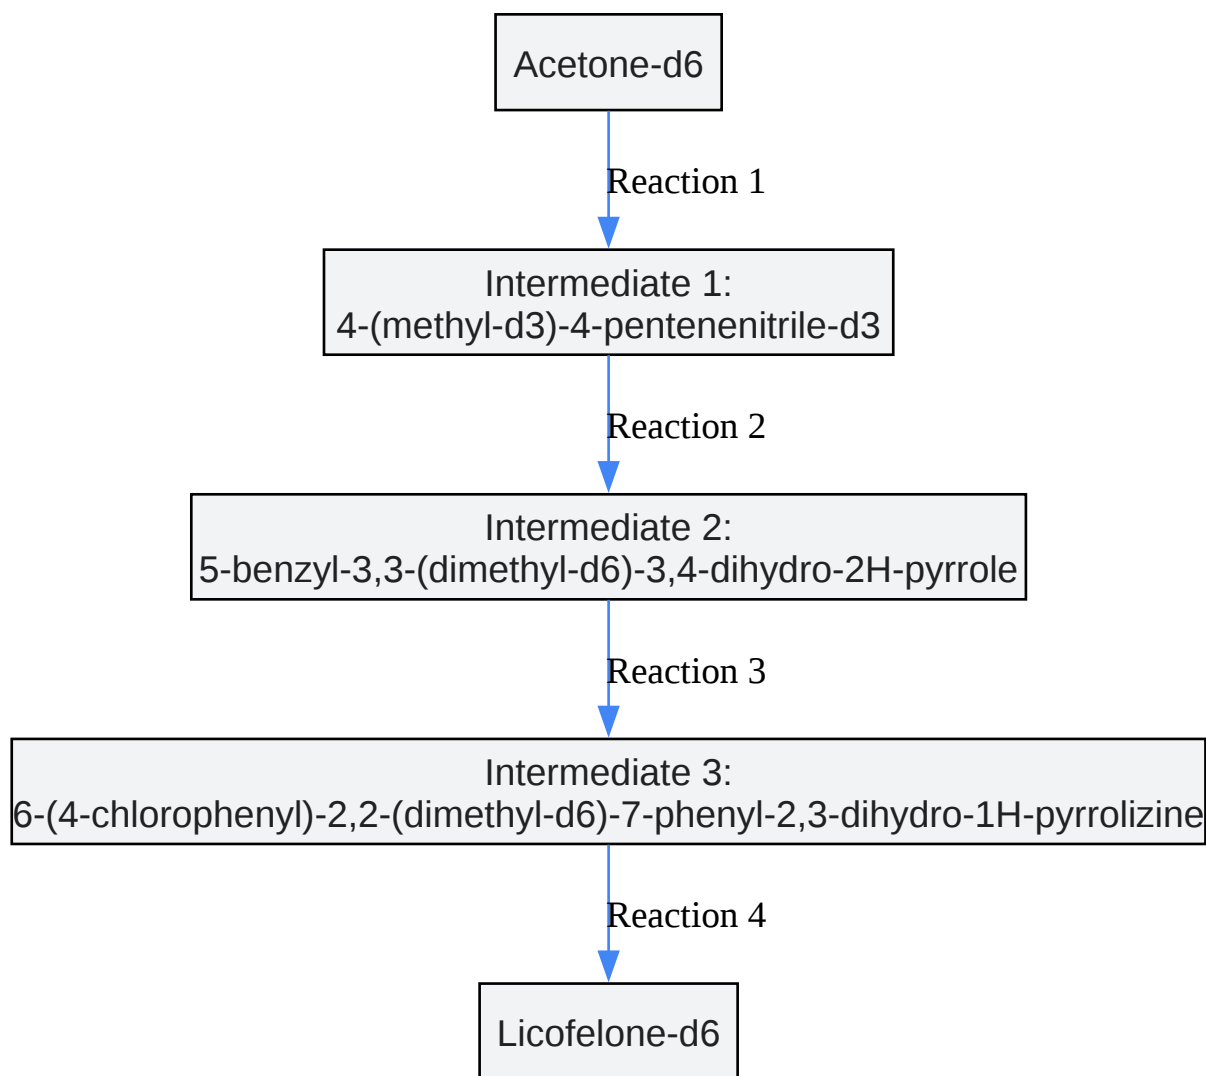 Acetone-d6
Reaction 1
Intermediate 1:
4-(methyl-d3)-4-pentenenitrile-d3
Reaction 2
Intermediate 2:
5-benzyl-3,3-(dimethyl-d6)-3,4-dihydro-2H-pyrrole
Reaction 3
Intermediate 3:
6-(4-chlorophenyl)-2,2-(dimethyl-d6)-7-phenyl-2,3-dihydro-1H-pyrrolizine
Reaction 4
Licofelone-d6